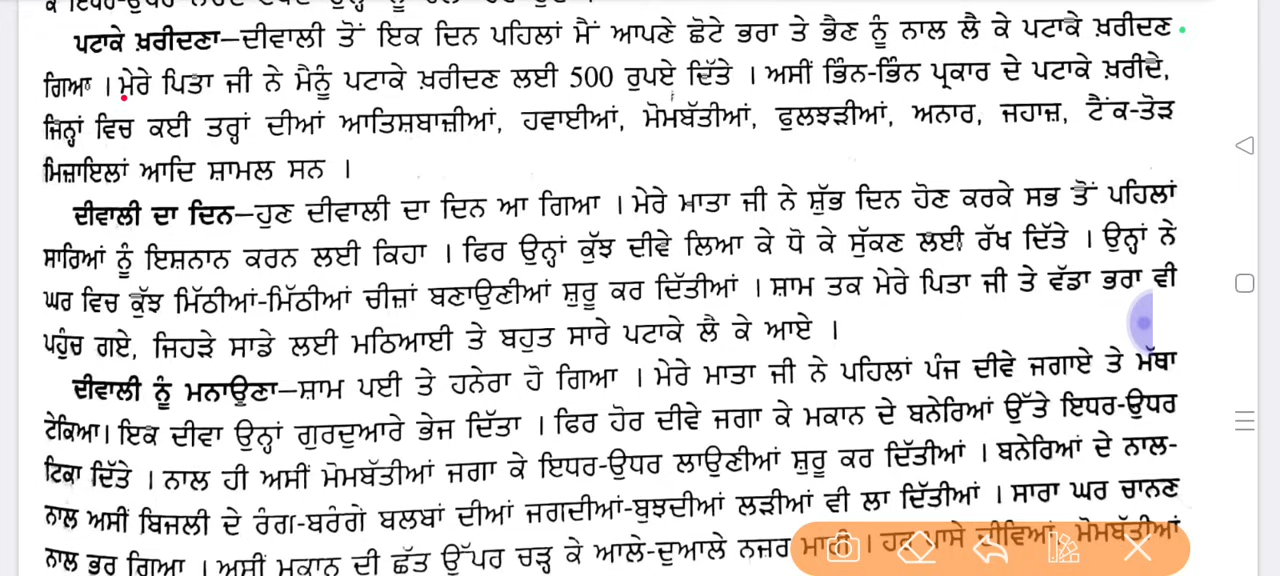 ਪਟਾਕੇ ਖ਼ਰੀਦਣਾ—ਦੀਵਾਲੀ ਤੋਂ ਇਕ ਦਿਨ ਪਹਿਲਾਂ ਮੈਂ ਆਪਣੇ ਛੋਟੇ ਭਰਾ ਤੇ ਭੈਣ ਨੂੰ ਨਾਲ ਲੈ ਕੇ ਪਟਾਕੇ ਖ਼ਰੀਦਣ
ਗਿਆ । ਮੇਰੇ ਪਿਤਾ ਜੀ ਨੇ ਮੈਨੂੰ ਪਟਾਕੇ ਖ਼ਰੀਦਣ ਲਈ 500 ਰੁਪਏ ਦਿੱਤੇ । ਅਸੀਂ ਭਿੰਨ-ਭਿੰਨ ਪ੍ਰਕਾਰ ਦੇ ਪਟਾਕੇ ਖ਼ਰੀਦੇ,
ਜਿਨ੍ਹਾਂ ਵਿਚ ਕਈ ਤਰ੍ਹਾਂ ਦੀਆਂ ਆਤਿਸ਼ਬਾਜ਼ੀਆਂ, ਹਵਾਈਆਂ, ਮੋਮਬੱਤੀਆਂ, ਫੁਲਝੜੀਆਂ, ਅਨਾਰ, ਜਹਾਜ਼, ਟੈਂਕ-ਤੋੜ
ਮਿਜ਼ਾਇਲਾਂ ਆਦਿ ਸ਼ਾਮਲ ਸਨ ।
ਦੀਵਾਲੀ ਦਾ ਦਿਨ—ਹੁਣ ਦੀਵਾਲੀ ਦਾ ਦਿਨ ਆ ਗਿਆ । ਮੇਰੇ ਮਾਤਾ ਜੀ ਨੇ ਸ਼ੁੱਭ ਦਿਨ ਹੋਣ ਕਰਕੇ ਸਭ ਤੋਂ ਪਹਿਲਾਂ
ਸਾਰਿਆਂ ਨੂੰ ਇਸ਼ਨਾਨ ਕਰਨ ਲਈ ਕਿਹਾ । ਫਿਰ ਉਨ੍ਹਾਂ ਕੁੱਝ ਦੀਵੇ ਲਿਆ ਕੇ ਧੋ ਕੇ ਸੁੱਕਣ ਲਈ ਰੱਖ ਦਿੱਤੇ । ਉਨ੍ਹਾਂ ਨੇ
ਘਰ ਵਿਚ ਕੁੱਝ ਮਿੱਠੀਆਂ-ਮਿੱਠੀਆਂ ਚੀਜ਼ਾਂ ਬਣਾਉਣੀਆਂ ਸ਼ੁਰੂ ਕਰ ਦਿੱਤੀਆਂ । ਸ਼ਾਮ ਤਕ ਮੇਰੇ ਪਿਤਾ ਜੀ ਤੇ ਵੱਡਾ ਭਰਾ ਵੀ
ਪਹੁੰਚ ਗਏ, ਜਿਹੜੇ ਸਾਡੇ ਲਈ ਮਠਿਆਈ ਤੇ ਬਹੁਤ ਸਾਰੇ ਪਟਾਕੇ ਲੈ ਕੇ ਆਏ ।
ਦੀਵਾਲੀ ਨੂੰ ਮਨਾਉਣਾ—ਸ਼ਾਮ ਪਈ ਤੇ ਹਨੇਰਾ ਹੋ ਗਿਆ । ਮੇਰੇ ਮਾਤਾ ਜੀ ਨੇ ਪਹਿਲਾਂ ਪੰਜ ਦੀਵੇ ਜਗਾਏ ਤੇ ਮੱਥਾ
ਟੇਕਿਆ। ਇਕ ਦੀਵਾ ਉਨ੍ਹਾਂ ਗੁਰਦੁਆਰੇ ਭੇਜ ਦਿੱਤਾ । ਫਿਰ ਹੋਰ ਦੀਵੇ ਜਗਾ ਕੇ ਮਕਾਨ ਦੇ ਬਨੇਰਿਆਂ ਉੱਤੇ ਇਧਰ-ਉਧਰ
ਟਿਕਾ ਦਿੱਤੇ । ਨਾਲ ਹੀ ਅਸੀਂ ਮੋਮਬੱਤੀਆਂ ਜਗਾ ਕੇ ਇਧਰ-ਉਧਰ ਲਾਉਣੀਆਂ ਸ਼ੁਰੂ ਕਰ ਦਿੱਤੀਆਂ । ਬਨੇਰਿਆਂ ਦੇ ਨਾਲ-
ਨਾਲ ਅਸੀਂ ਬਿਜਲੀ ਦੇ ਰੰਗ-ਬਰੰਗੇ ਬਲਬਾਂ ਦੀਆਂ ਜਗਦੀਆਂ-ਬੁਝਦੀਆਂ ਲੜੀਆਂ ਵੀ ਲਾ ਦਿੱਤੀਆਂ । ਸਾਰਾ ਘਰ ਚਾਨਣ
ਨਾਲ ਭਰ ਗਿਆ । ਅਸੀਂ ਮਕਾਨ ਦੀ ਛੱਤ ਉੱਪਰ ਚੜ੍ਹ ਕੇ ਆਲੇ-ਦੁਆਲੇ ਨਜ਼ਰ ਮਾਰੀ । ਹਰ ਪਾਸੇ ਦੀਵਿਆਂ, ਮੋਮਬੱਤੀਆਂ